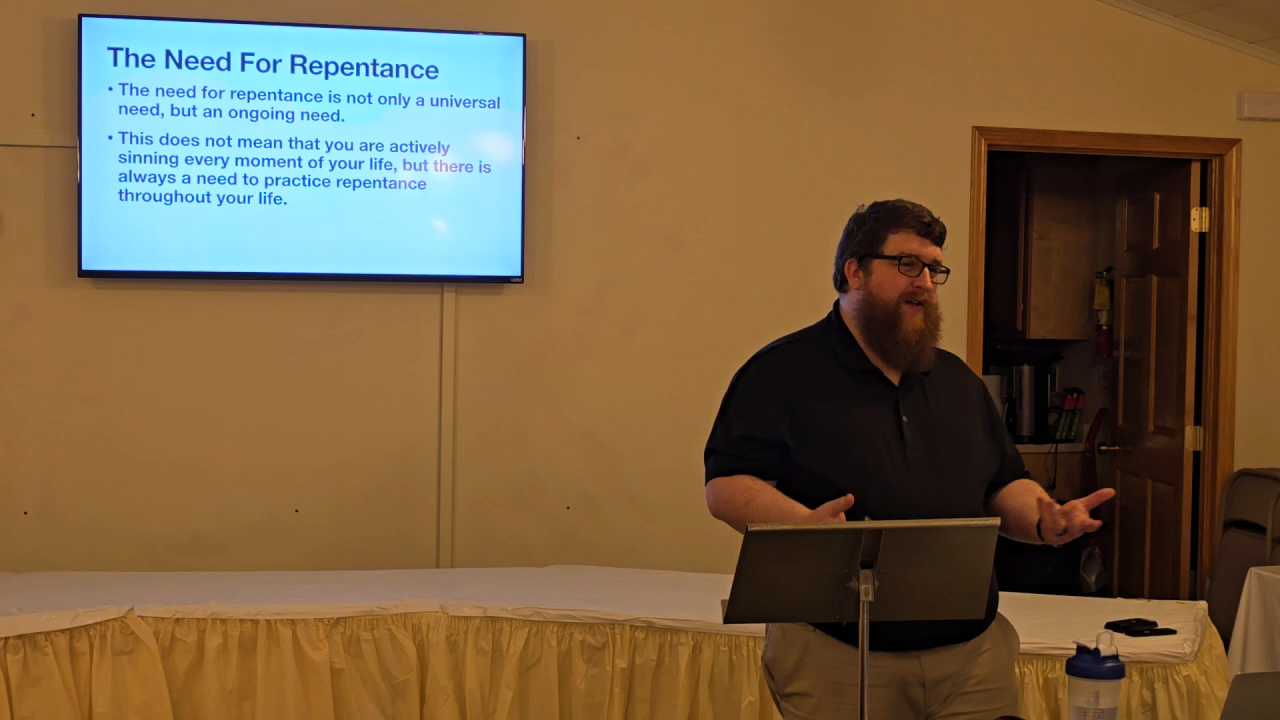 The Need For Repentance
• The need for repentance is not only a universal
need, but an ongoing need.
• This does not mean that you are actively
sinning every moment of your life, but there is
always a need to practice repentance
throughout your life.